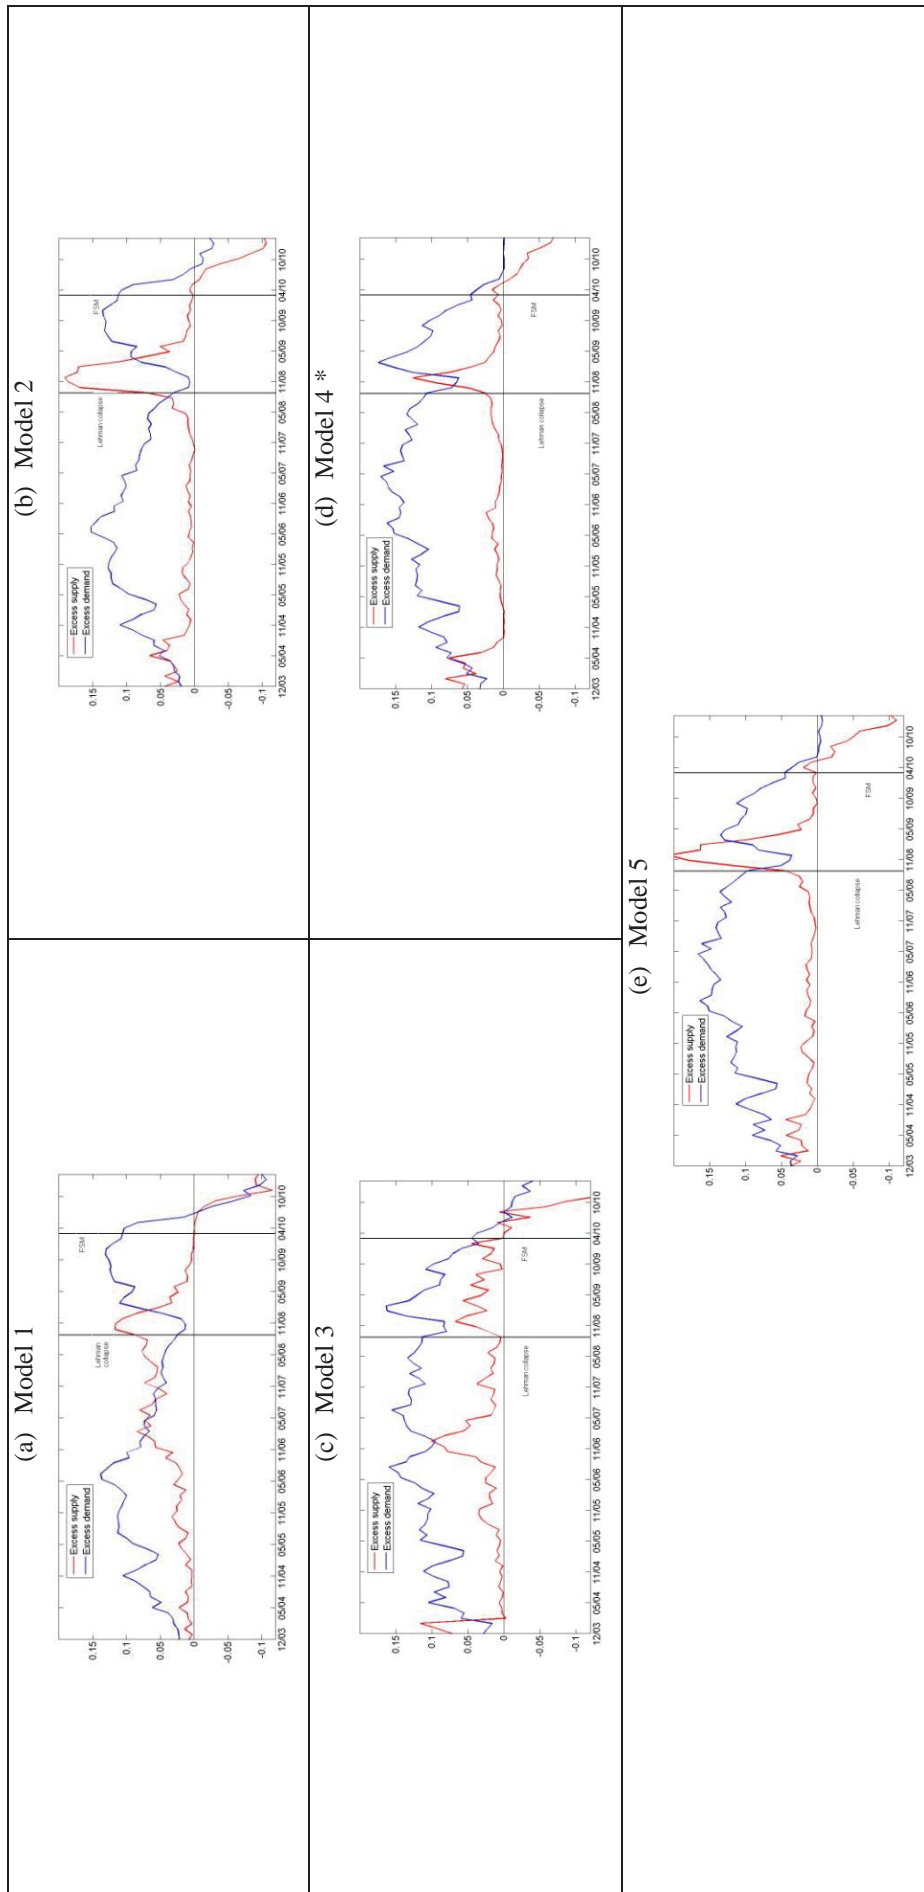 (a) Model 1
Excess supply
Excess demand
Lehman
collapse
FSM
0.15
0.1
0.05
0
-0.05
-0.1
12/03 05/04 11/04 05/05 11/05 05/06 11/06 05/07 11/07 05/08 11/08 05/09 10/09 04/10 10/10
(b) Model 2
Excess supply
Excess demand
Lehman collapse
FSM
0.15
0.1
0.05
0
-0.05
-0.1
12/03 05/04 11/04 05/05 11/05 05/06 11/06 05/07 11/07 05/08 11/08 05/09 10/09 04/10 10/10
(c) Model 3
Excess supply
Excess demand
Lehman collapse
FSM
0.15
0.1
0.05
0
-0.05
-0.1
12/03 05/04 11/04 05/05 11/05 05/06 11/06 05/07 11/07 05/08 11/08 05/09 10/09 04/10 10/10
(d) Model 4 *
Excess supply
Excess demand
Lehman collapse
FSM
0.15
0.1
0.05
0
-0.05
-0.1
12/03 05/04 11/04 05/05 11/05 05/06 11/06 05/07 11/07 05/08 11/08 05/09 10/09 04/10 10/10
(e) Model 5
Excess supply
Excess demand
Lehman collapse
FSM
0.15
0.1
0.05
0
-0.05
-0.1
12/03 05/04 11/04 05/05 11/05 05/06 11/06 05/07 11/07 05/08 11/08 05/09 10/09 04/10 10/10